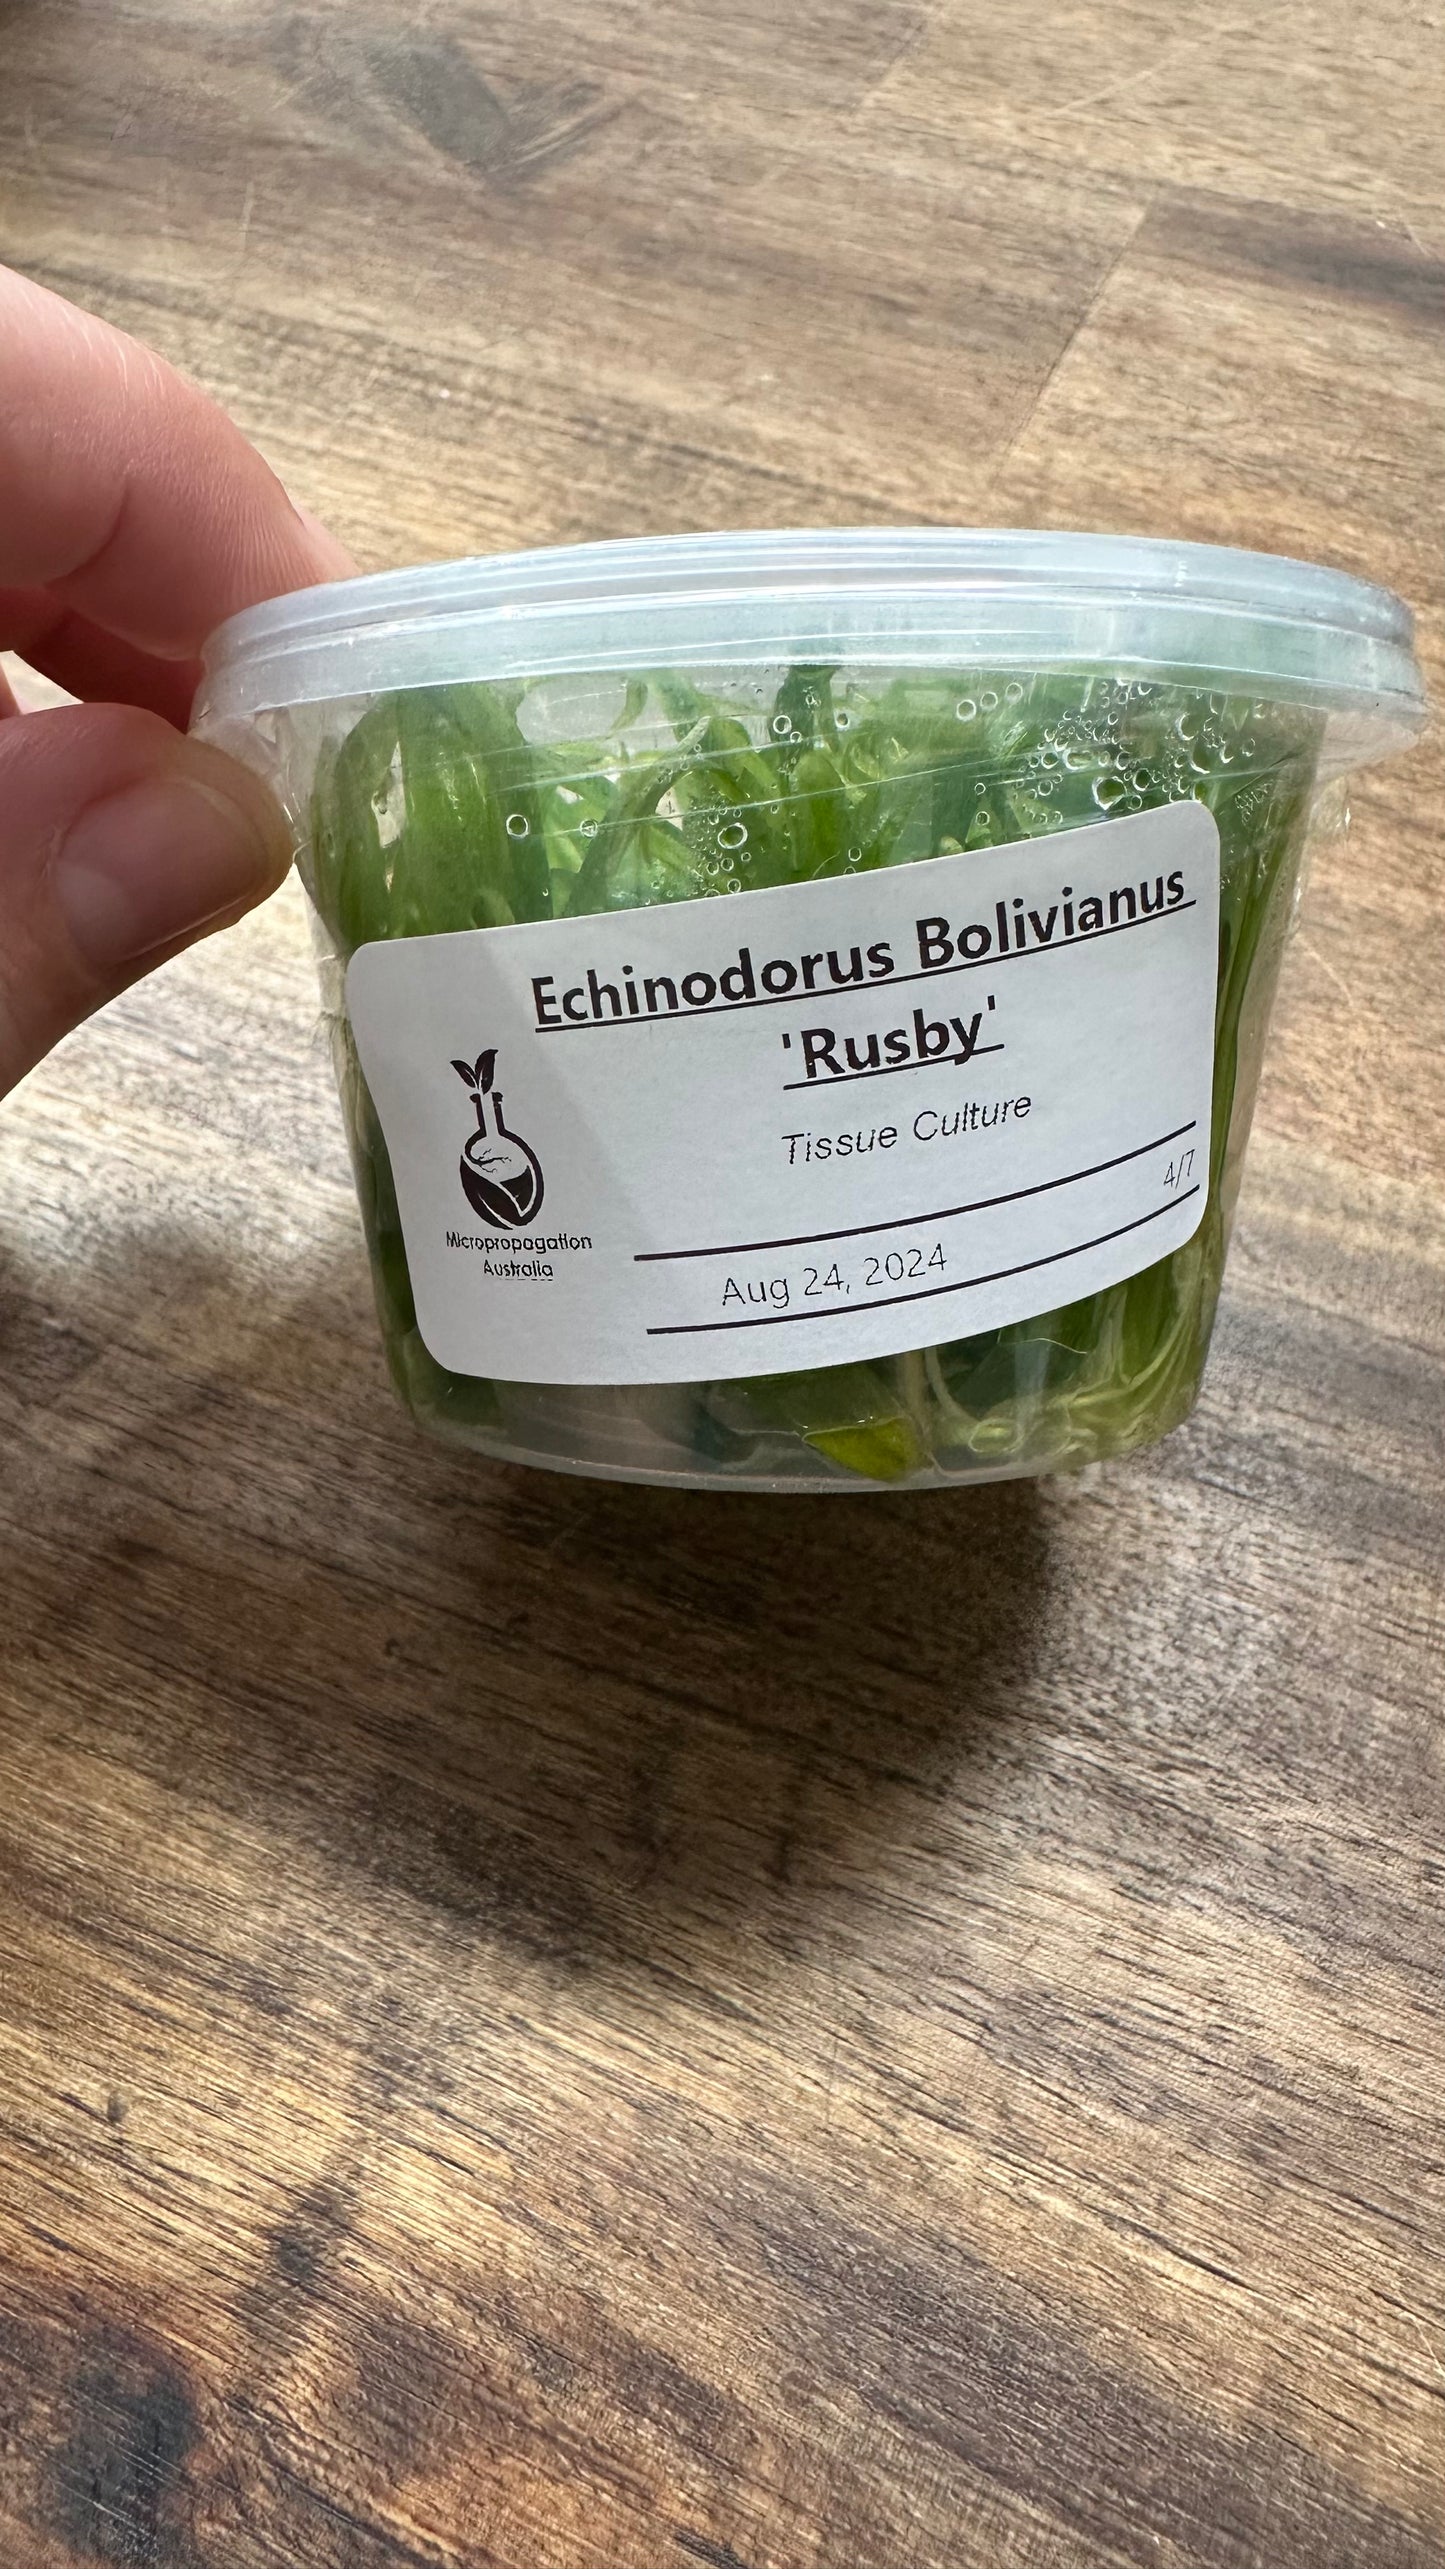 Echinodorus Bolivianus
'Rusby'
Tissue Culture
4/7
Aug 24, 2024
Micropropagation
Australia